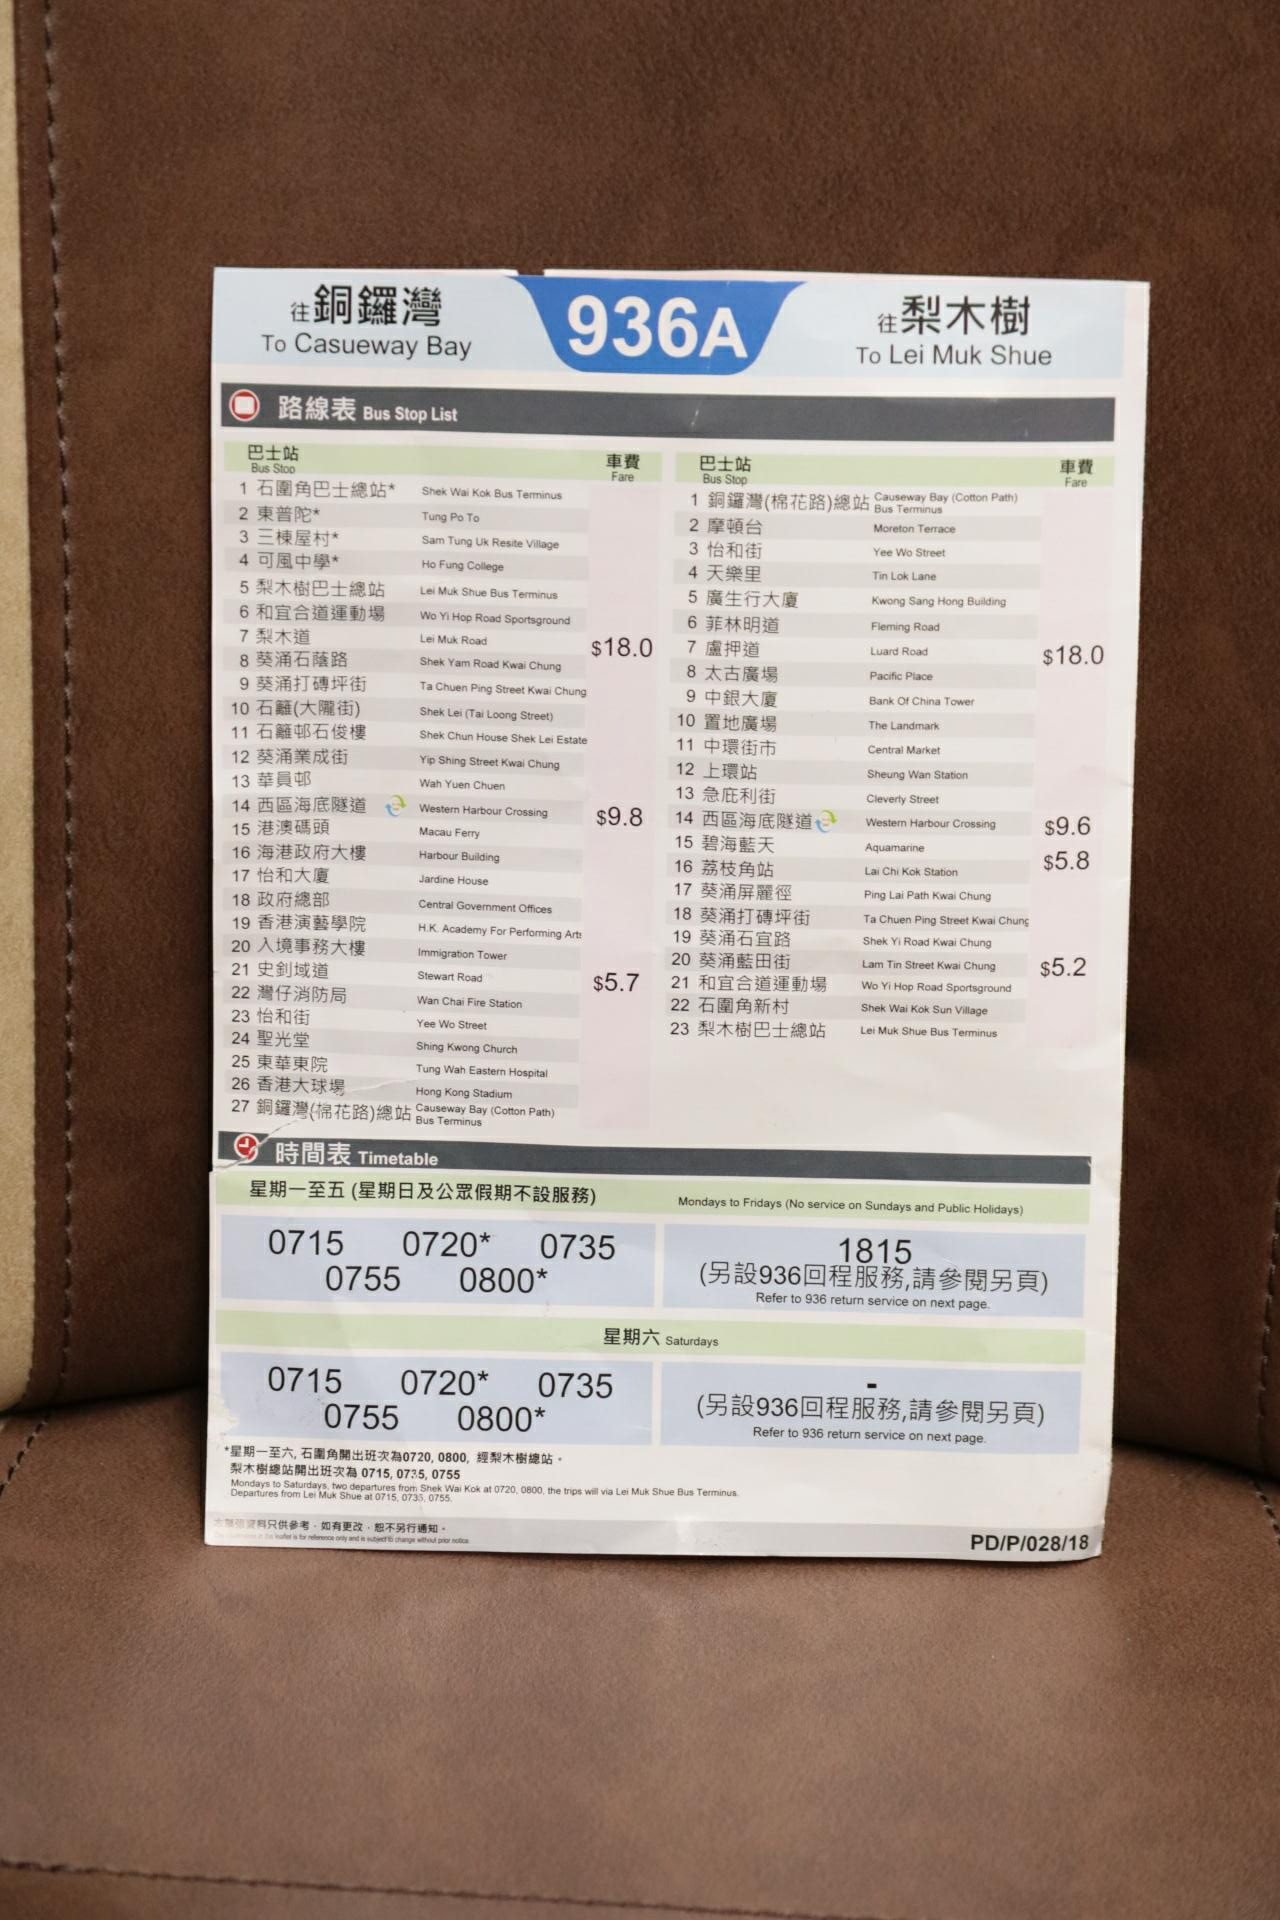 往銅鑼灣
To Casueway Bay
936A
往梨木樹
To Lei Muk Shue
路線表 Bus Stop List
巴士站 車費
Bus Stop Fare
1 石圍角巴士總站* Shek Wai Kok Bus Terminus
2 東普陀* Tung Po To
3 三棟屋村* Sam Tung Uk Resite Village
4 可風中學* Ho Fung College
5 梨木樹巴士總站 Lei Muk Shue Bus Terminus
6 和宜合道運動場 Wo Yi Hop Road Sportsground
7 梨木道 Lei Muk Road $18.0
8 葵涌石蔭路 Shek Yam Road Kwai Chung
9 葵涌打磚坪街 Ta Chuen Ping Street Kwai Chung
10 石籬(大隴街) Shek Lei (Tai Loong Street)
11 石籬邨石俊樓 Shek Chun House Shek Lei Estate
12 葵涌業成街 Yip Shing Street Kwai Chung
13 華員邨 Wah Yuen Chuen
14 西區海底隧道 Western Harbour Crossing $9.8
15 港澳碼頭 Macau Ferry
16 海港政府大樓 Harbour Building
17 怡和大廈 Jardine House
18 政府總部 Central Government Offices
19 香港演藝學院 H.K. Academy For Performing Arts
20 入境事務大樓 Immigration Tower
21 史釗域道 Stewart Road $5.7
22 灣仔消防局 Wan Chai Fire Station
23 怡和街 Yee Wo Street
24 聖光堂 Shing Kwong Church
25 東華東院 Tung Wah Eastern Hospital
26 香港大球場 Hong Kong Stadium
27 銅鑼灣(棉花路)總站 Causeway Bay (Cotton Path)
Bus Terminus
巴士站 車費
Bus Stop Fare
1 銅鑼灣(棉花路)總站 Causeway Bay (Cotton Path)
Bus Terminus
2 摩頓台 Moreton Terrace
3 怡和街 Yee Wo Street
4 天樂里 Tin Lok Lane
5 廣生行大廈 Kwong Sang Hong Building
6 菲林明道 Fleming Road
7 盧押道 Luard Road $18.0
8 太古廣場 Pacific Place
9 中銀大廈 Bank Of China Tower
10 置地廣場 The Landmark
11 中環街市 Central Market
12 上環站 Sheung Wan Station
13 急庇利街 Cleverly Street
14 西區海底隧道 Western Harbour Crossing $9.6
15 碧海藍天 Aquamarine $5.8
16 荔枝角站 Lai Chi Kok Station
17 葵涌屏麗徑 Ping Lai Path Kwai Chung
18 葵涌打磚坪街 Ta Chuen Ping Street Kwai Chung
19 葵涌石宜路 Shek Yi Road Kwai Chung
20 葵涌藍田街 Lam Tin Street Kwai Chung $5.2
21 和宜合道運動場 Wo Yi Hop Road Sportsground
22 石圍角新村 Shek Wai Kok Sun Village
23 梨木樹巴士總站 Lei Muk Shue Bus Terminus
時間表 Timetable
星期一至五 (星期日及公眾假期不設服務) Mondays to Fridays (No service on Sundays and Public Holidays)
0715 0720* 0735
0755 0800*
1815
(另設936回程服務,請參閱另頁)
Refer to 936 return service on next page.
星期六 Saturdays
0715 0720* 0735
0755 0800*
-
(另設936回程服務,請參閱另頁)
Refer to 936 return service on next page.
*星期一至六, 石圍角開出班次為0720, 0800, 經梨木樹總站。
梨木樹總站開出班次為 0715, 0735, 0755
Mondays to Saturdays, two departures from Shek Wai Kok at 0720, 0800, the trips will via Lei Muk Shue Bus Terminus.
Departures from Lei Muk Shue at 0715, 0735, 0755.
資料只供參考，如有更改，恕不另行通知。
leaflet is for reference only and is subject to change without prior notice
PD/P/028/18